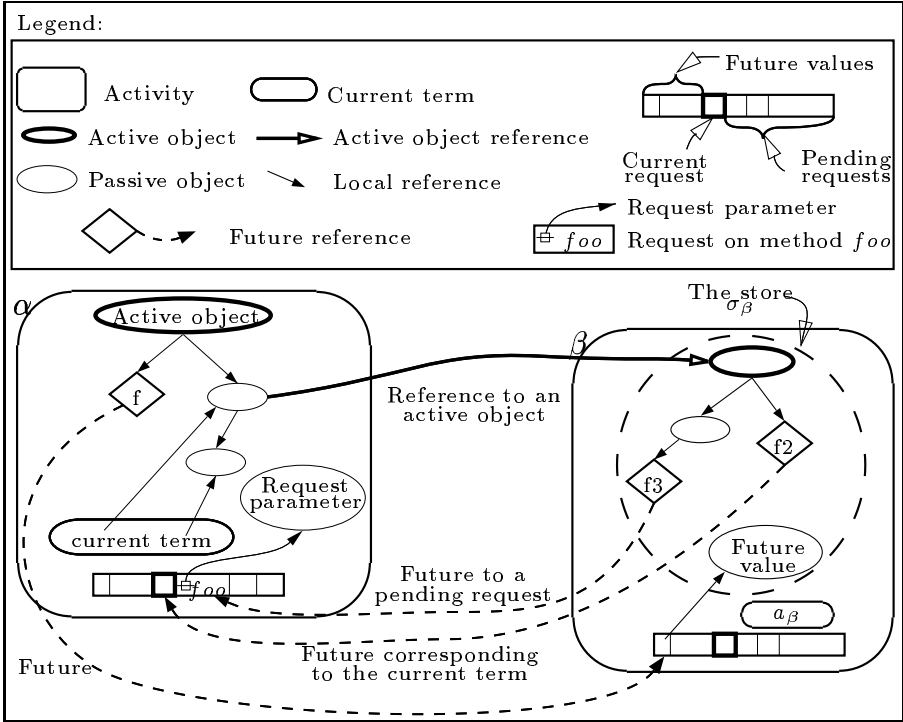 Legend:
Activity
Current term
Future values
Active object
Active object reference
Current
request
Pending
requests
Passive object
Local reference
Request parameter
Future reference
foo
Request on method foo
α
Active object
The store
σβ
β
f
Reference to an
active object
f2
f3
Request
parameter
current term
Future
value
foo
Future to a
pending request
aβ
Future corresponding
to the current term
Future